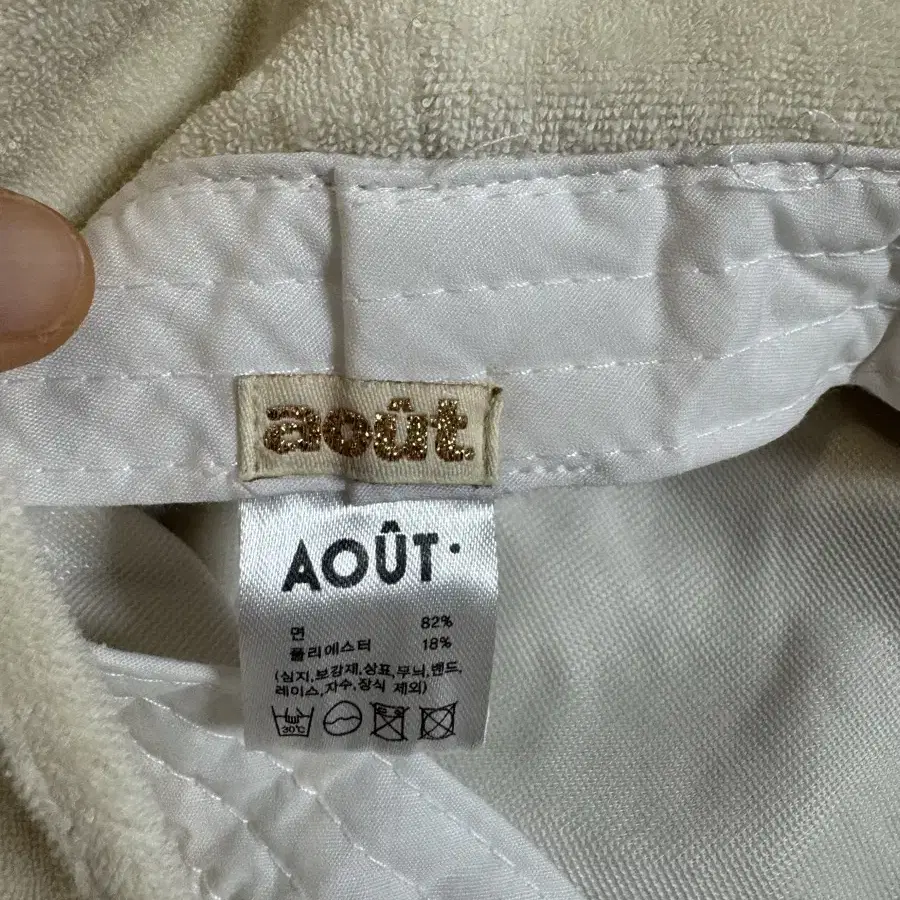 août.
AOÛT·
면 82%
폴리에스터 18%
(심지,보강재,상표,무늬,밴드,
레이스,자수,장식 제외)
30℃